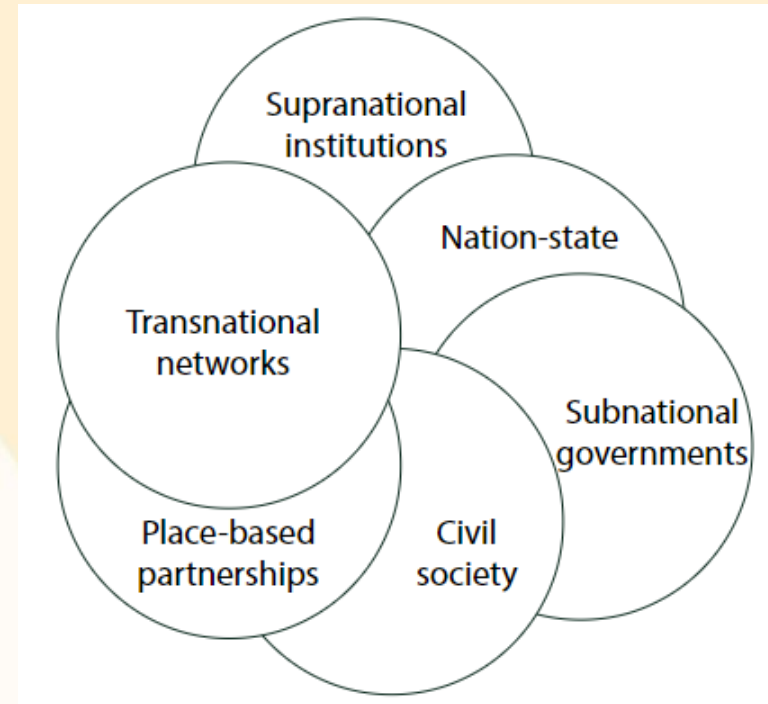 Supranational
institutions
Nation-state
Transnational
networks
Subnational
governments
Place-based
partnerships
Civil
society